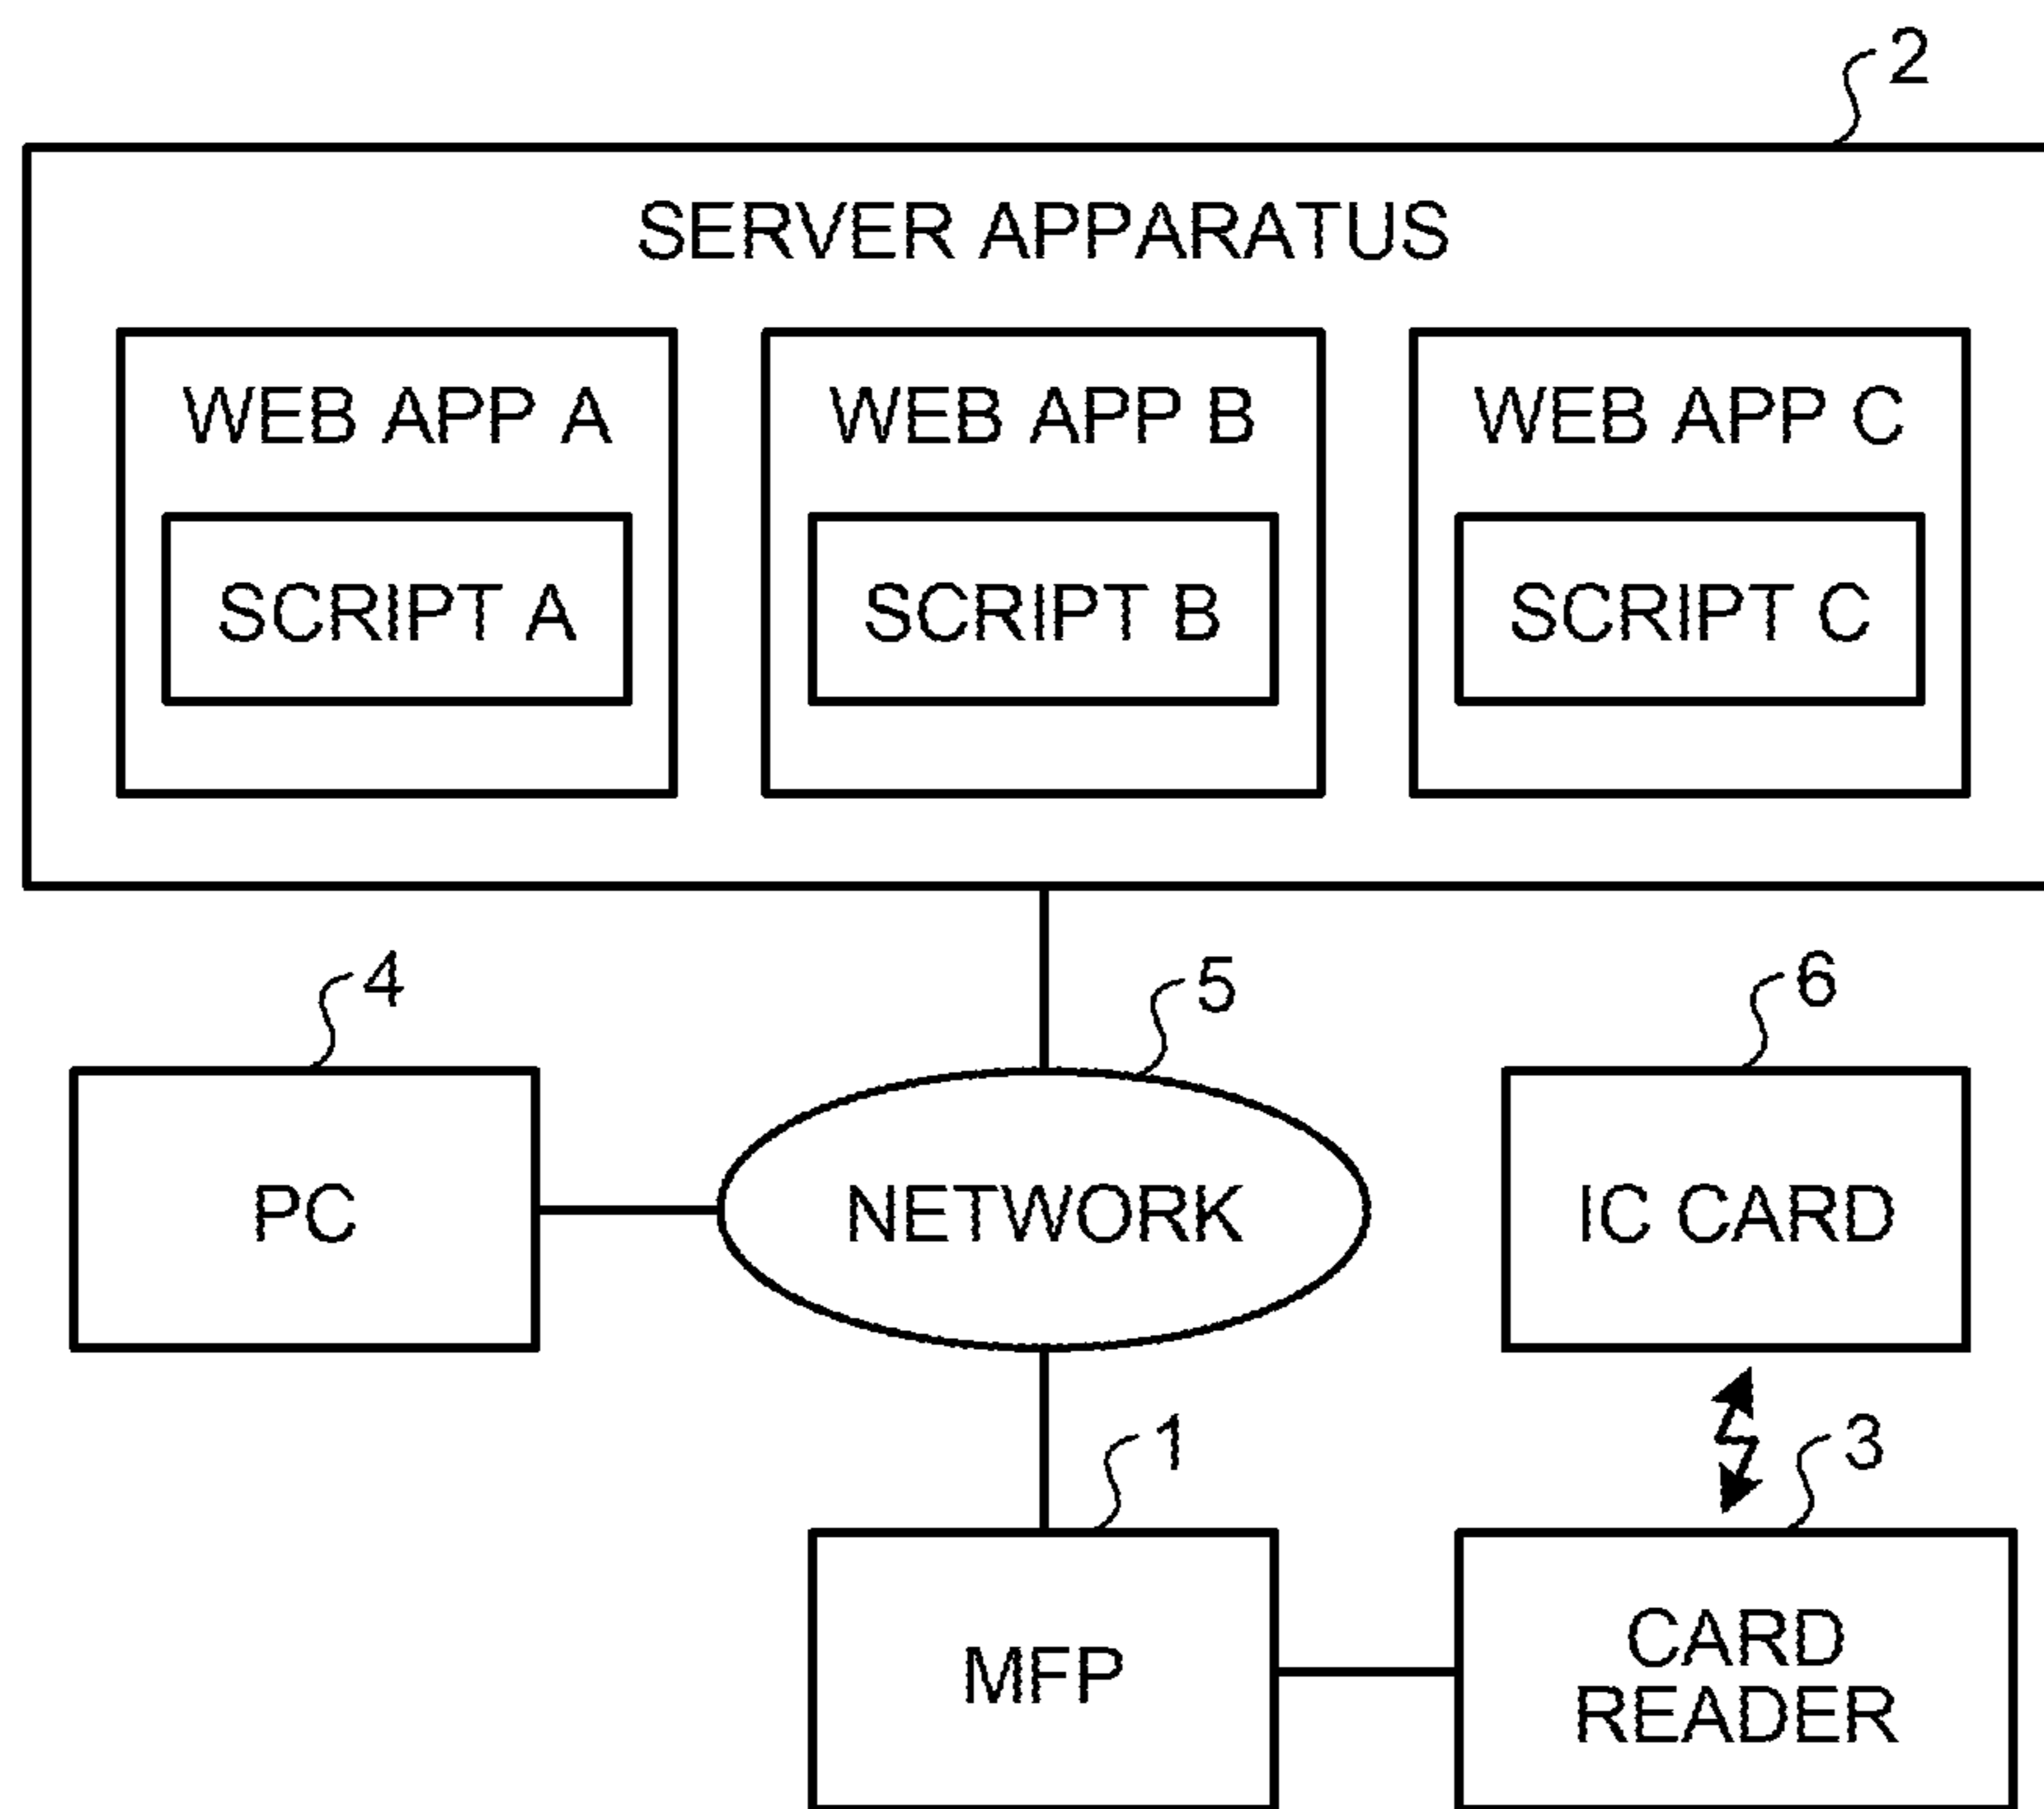 2
SERVER APPARATUS
WEB APP A
WEB APP B
WEB APP C
SCRIPT A
SCRIPT B
SCRIPT C
4
5
6
PC
NETWORK
IC CARD
1
3
MFP
CARD
READER